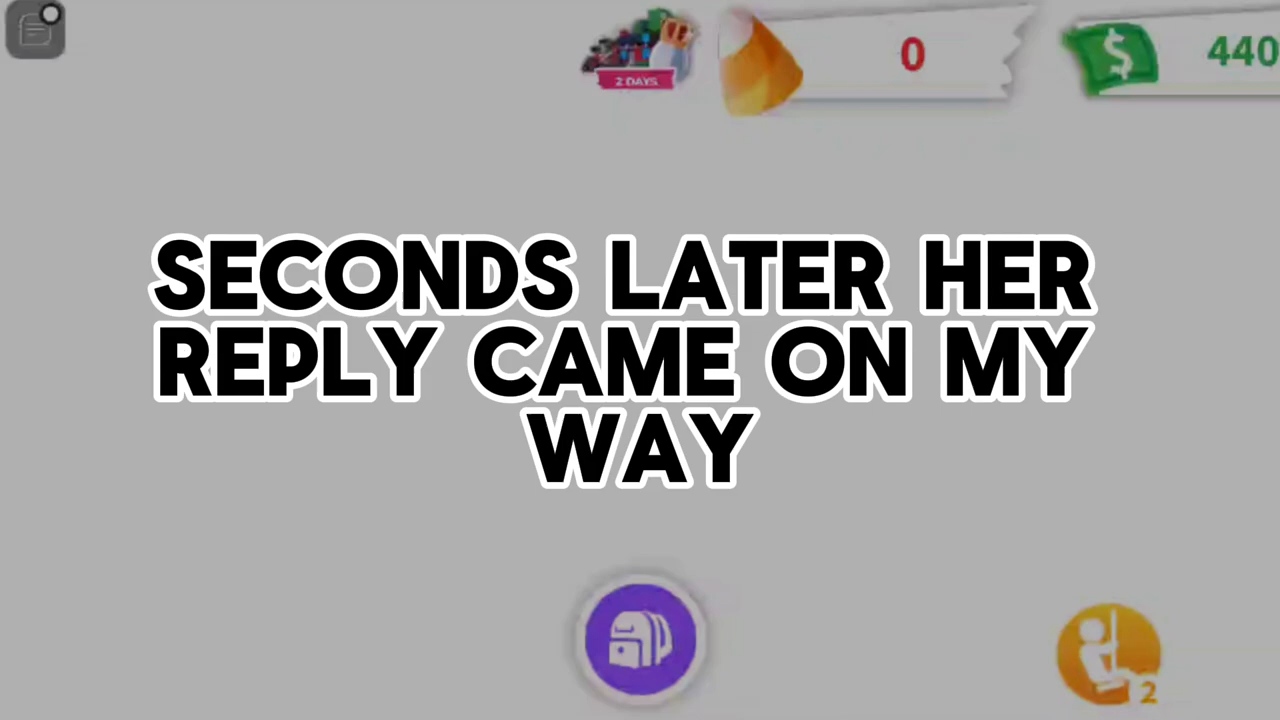 2 DAYS
0
440
SECONDS LATER HER
REPLY CAME ON MY
WAY
2